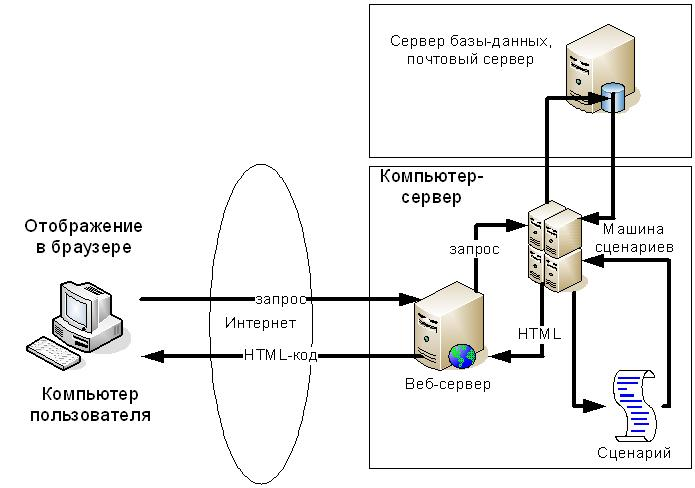 Сервер базы-данных,
почтовый сервер
Компьютер-
сервер
Отображение
в браузере
запрос
Машина
сценариев
запрос
Интернет
HTML
HTML-код
Веб-сервер
Компьютер
пользователя
Сценарий